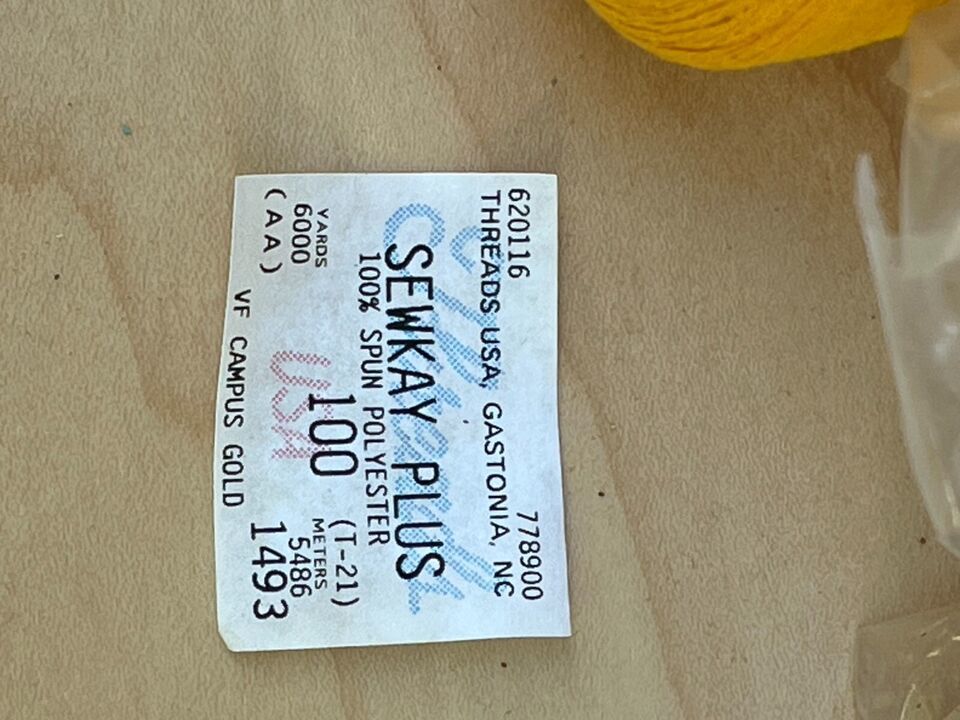 620116 778900
THREADS USA, GASTONIA, NC
SEWKAY PLUS
100% SPUN POLYESTER
100 (T-21)
YARDS METERS
6000 USA 5486
(AA) 1493
VF CAMPUS GOLD